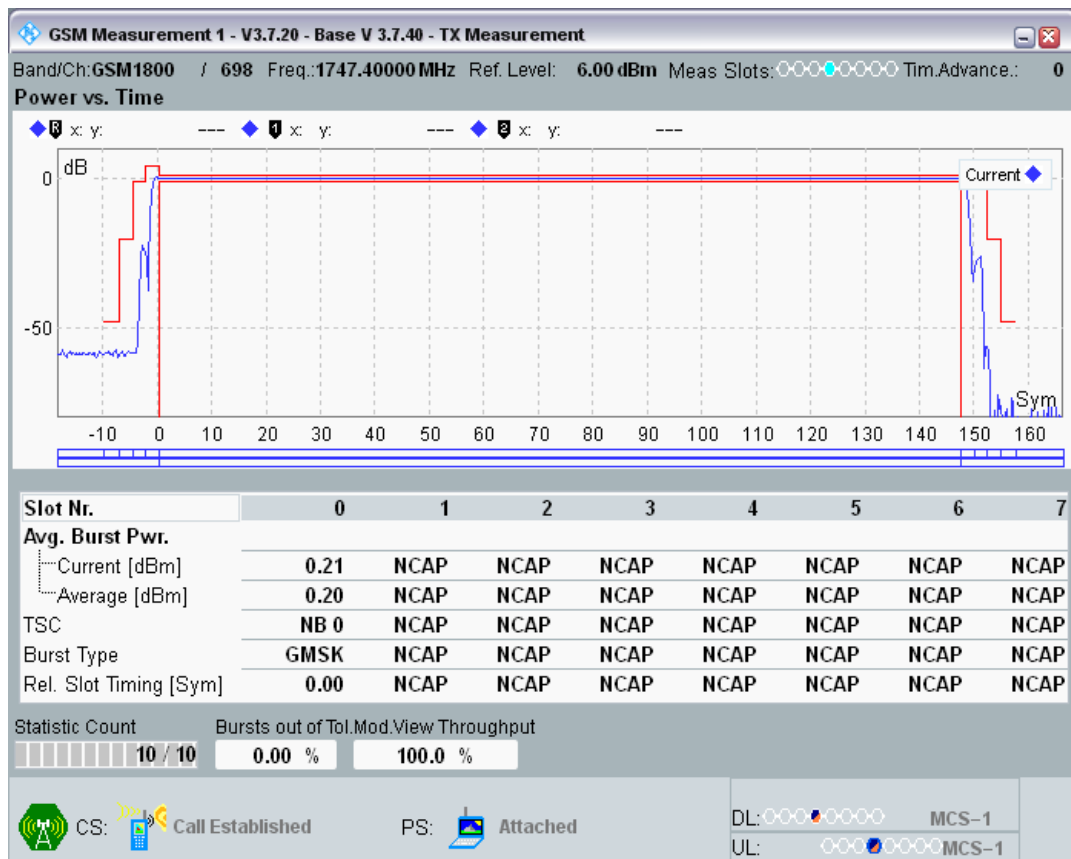 GSM Measurement 1 - V3.7.20 - Base V 3.7.40 - TX Measurement
Band/Ch:GSM1800 / 698 Freq.:1747.40000 MHz Ref. Level: 6.00 dBm Meas Slots: Tim.Advance.: 0
Power vs. Time
R x: y: --- 1 x: y: --- 2 x: y: ---
dB
0
Current
-50
Sym
-10 0 10 20 30 40 50 60 70 80 90 100 110 120 130 140 150 160
Slot Nr. 0 1 2 3 4 5 6 7
Avg. Burst Pwr.
Current [dBm] 0.21 NCAP NCAP NCAP NCAP NCAP NCAP NCAP
Average [dBm] 0.20 NCAP NCAP NCAP NCAP NCAP NCAP NCAP
TSC NB 0 NCAP NCAP NCAP NCAP NCAP NCAP NCAP
Burst Type GMSK NCAP NCAP NCAP NCAP NCAP NCAP NCAP
Rel. Slot Timing [Sym] 0.00 NCAP NCAP NCAP NCAP NCAP NCAP NCAP
Statistic Count Bursts out of Tol.Mod.View Throughput
10 / 10 0.00 % 100.0 %
CS: Call Established PS: Attached
DL: MCS-1
UL: MCS-1